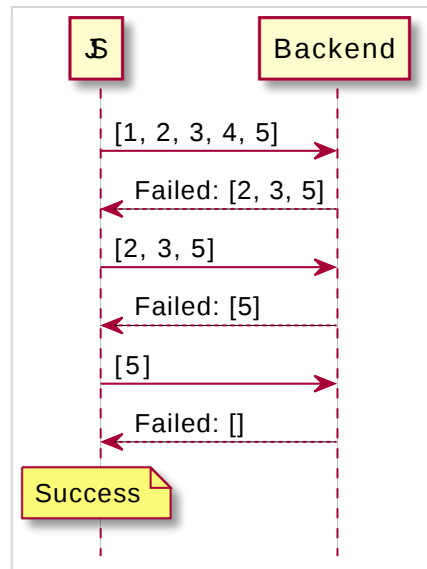 JS
Backend
[1, 2, 3, 4, 5]
Failed: [2, 3, 5]
[2, 3, 5]
Failed: [5]
[5]
Failed: []
Success